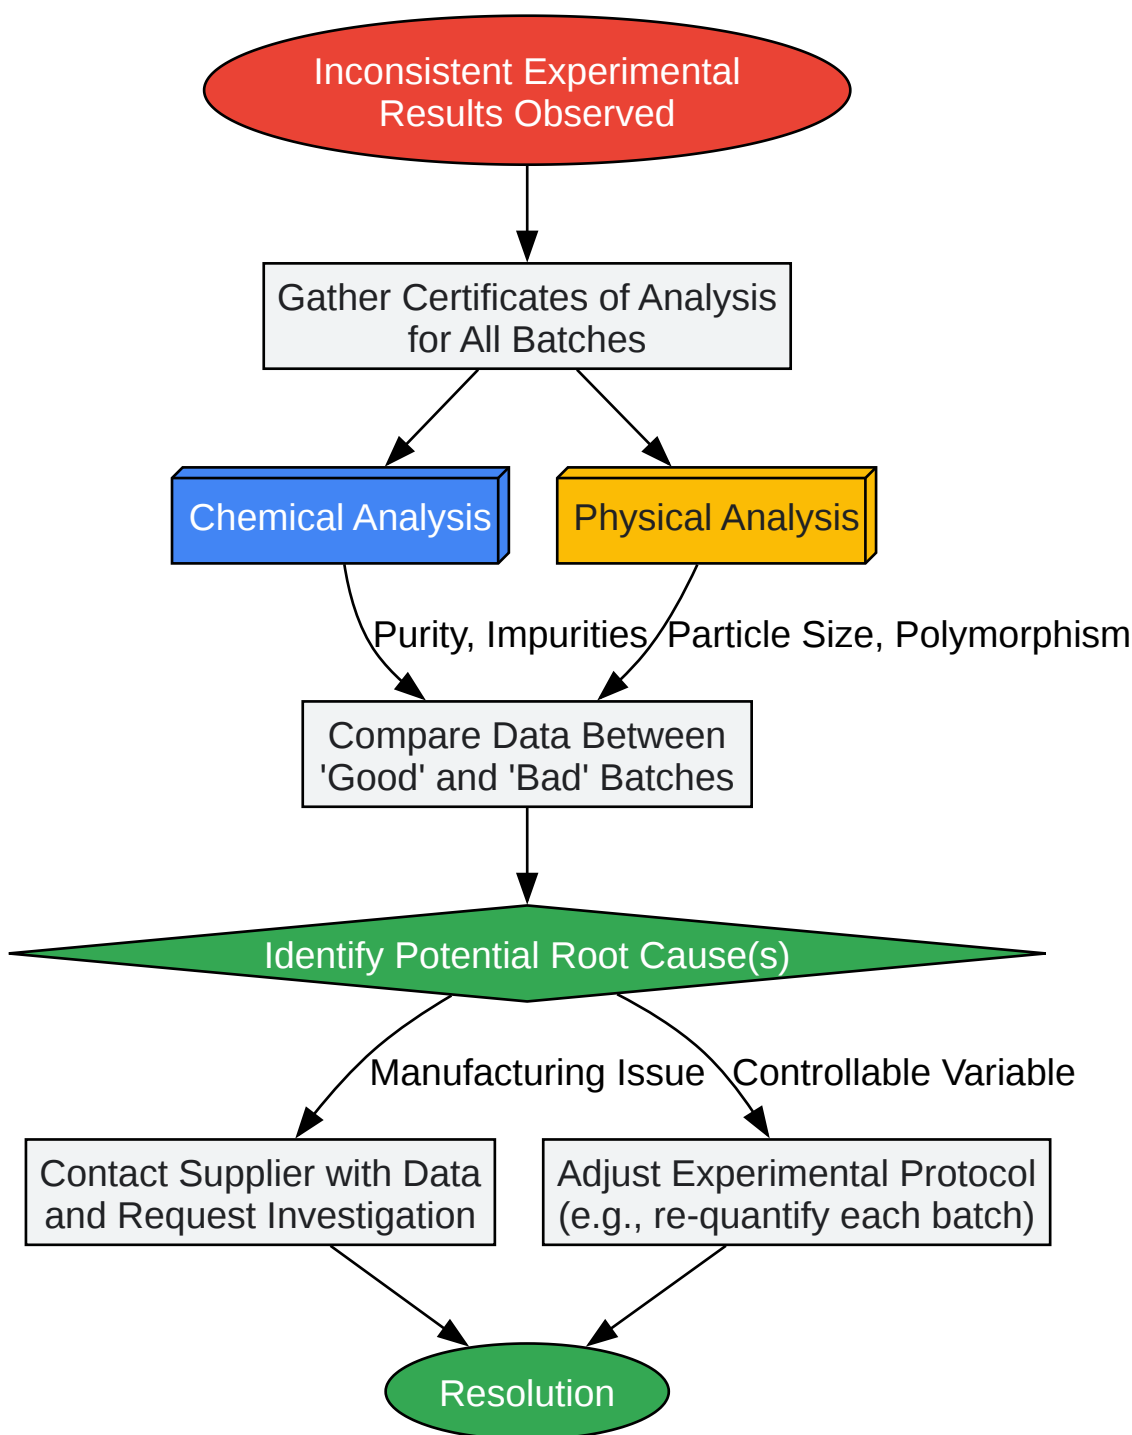 Inconsistent Experimental
Results Observed
Gather Certificates of Analysis
for All Batches
Chemical Analysis
Physical Analysis
Purity, Impurities
Particle Size, Polymorphism
Compare Data Between
'Good' and 'Bad' Batches
Identify Potential Root Cause(s)
Manufacturing Issue
Controllable Variable
Contact Supplier with Data
and Request Investigation
Adjust Experimental Protocol
(e.g., re-quantify each batch)
Resolution